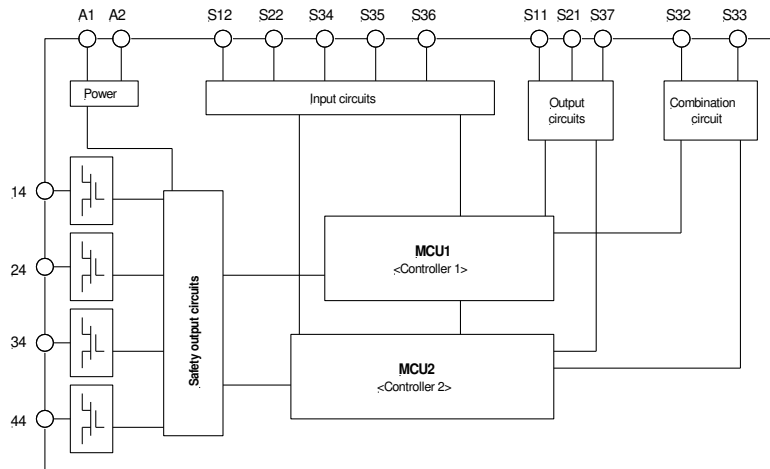 A1 A2 S12 S22 S34 S35 S36 S11 S21 S37 S32 S33
Power
Input circuits
Output
circuits
Combination
circuit
14
24
34
44
Safety output circuits
MCU1
<Controller 1>
MCU2
<Controller 2>